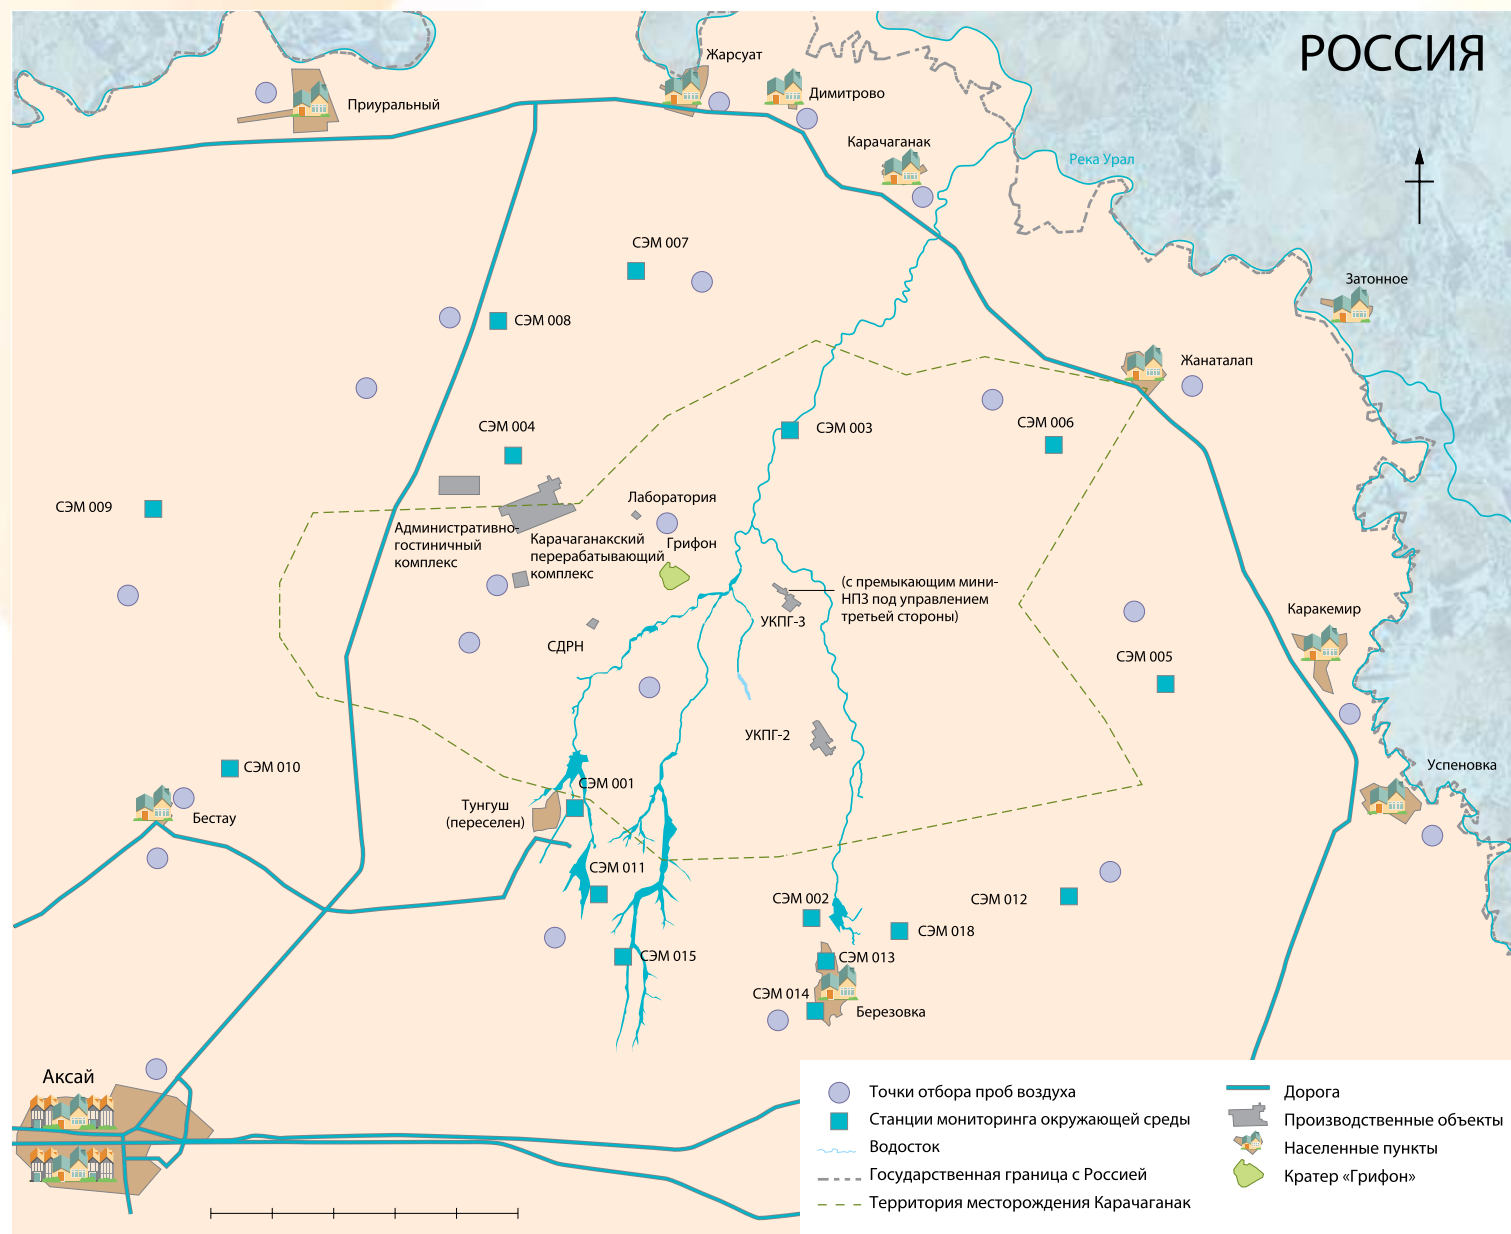 РОССИЯ
Жарсуат
Димитрово
Приуральный
Карачаганак
Река Урал
СЭМ 007
Затонное
СЭМ 008
Жанаталап
СЭМ 004
СЭМ 003
СЭМ 006
Лаборатория
СЭМ 009
Административно-
гостиничный
комплекс
Карачаганакский
перерабатывающий
комплекс
Грифон
(с премыкающим мини-
НПЗ под управлением
третьей стороны)
УКПГ-3
Каракемир
СДРН
СЭМ 005
УКПГ-2
Успеновка
СЭМ 010
СЭМ 001
Тунгуш
(переселен)
Бестау
СЭМ 011
СЭМ 002
СЭМ 012
СЭМ 018
СЭМ 015
СЭМ 013
СЭМ 014
Березовка
Аксай
Точки отбора проб воздуха
Станции мониторинга окружающей среды
Водосток
Государственная граница с Россией
Территория месторождения Карачаганак
Дорога
Производственные объекты
Населенные пункты
Кратер «Грифон»